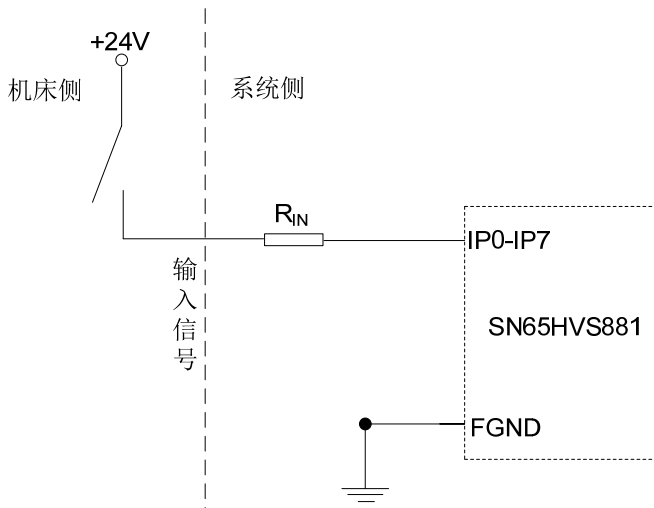 +24V
机床侧
系统侧
RIN
IP0-IP7
输入信号
SN65HVS881
FGND